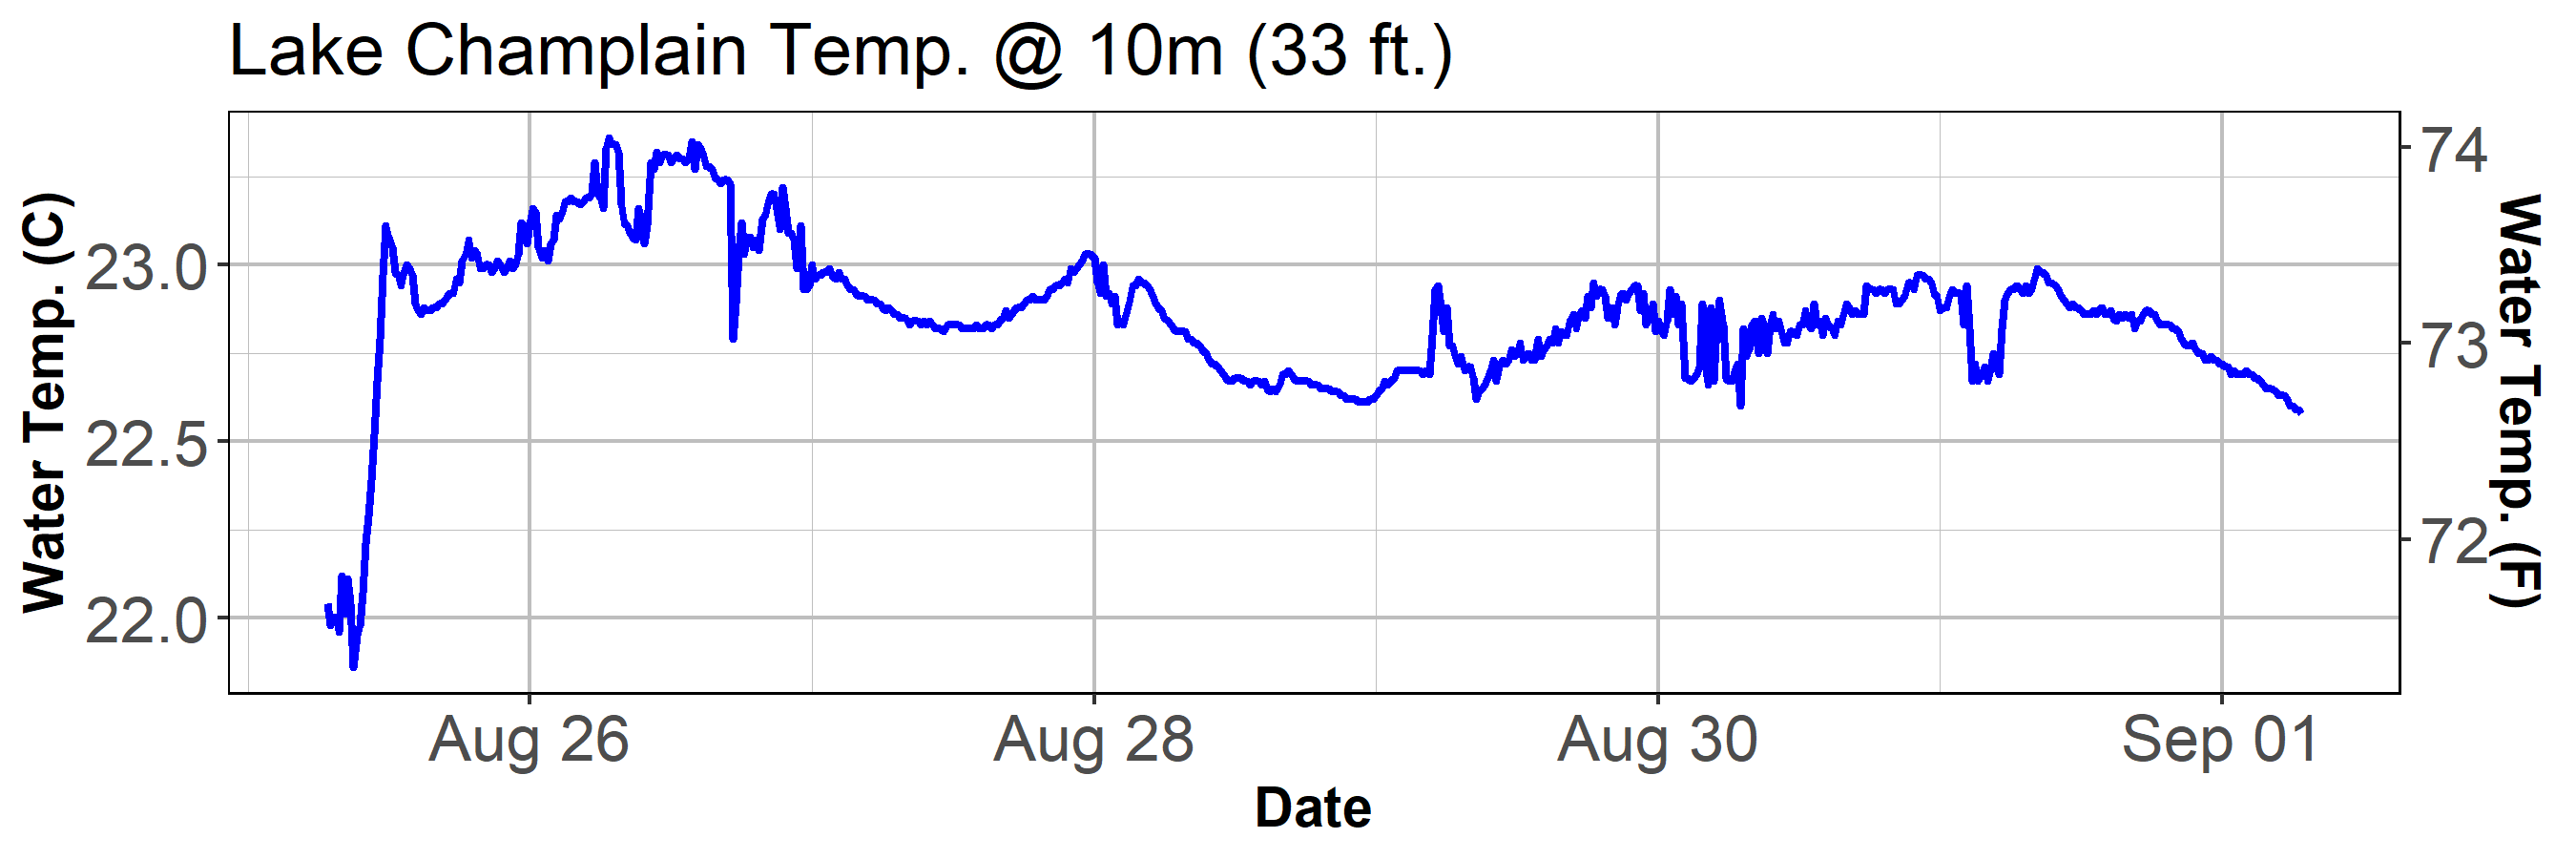 Lake Champlain Temp. @ 10m (33 ft.)
Water Temp. (C)
23.0
22.5
22.0
74
73
72
Water Temp. (F)
Aug 26 Aug 28 Aug 30 Sep 01
Date